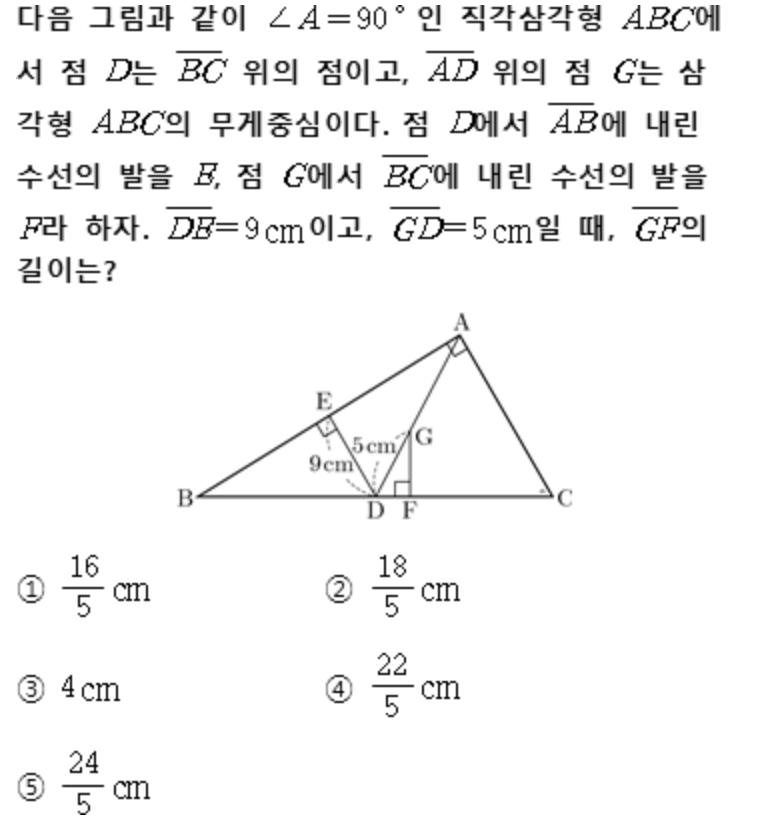 다음 그림과 같이 ∠A=90°인 직각삼각형 ABC에
서 점 D는 BC 위의 점이고, AD 위의 점 G는 삼
각형 ABC의 무게중심이다. 점 D에서 AB에 내린
수선의 발을 E, 점 G에서 BC에 내린 수선의 발을
F라 하자. DE=9cm이고, GD=5cm일 때, GF의
길이는?
A
E
G
5cm
9cm
B
C
D F
① 16/5 cm ② 18/5 cm
③ 4cm ④ 22/5 cm
⑤ 24/5 cm